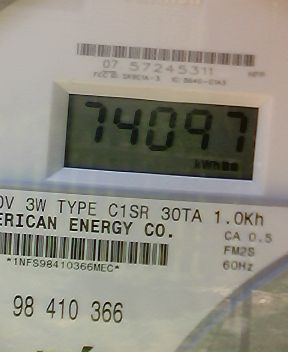 07 57245311
74097
kWh
V 3W TYPE C1SR 30TA 1.0Kh
ERICAN ENERGY CO.
CA 0.5
FM2S
*1NFS98410366MEC*
60Hz
98 410 366